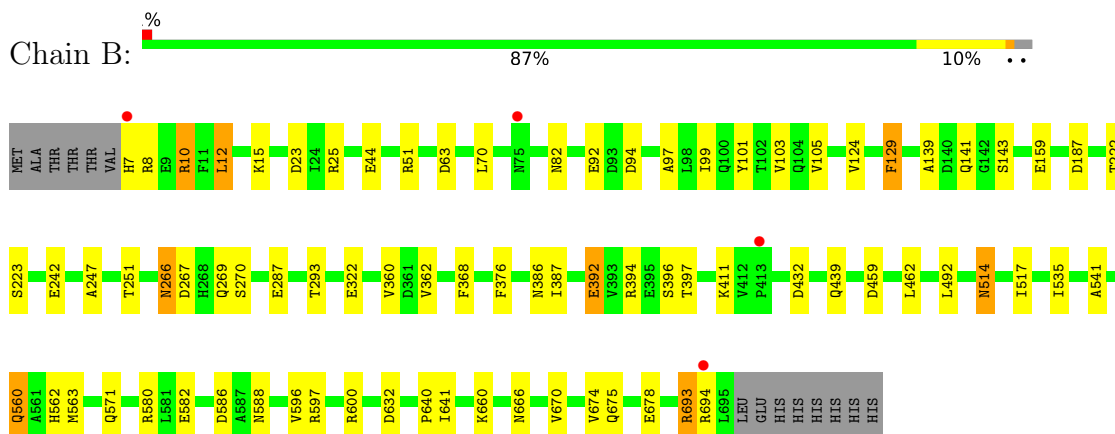 %
Chain B:
87% 10% • •
MET ALA THR THR THR VAL H7 R8 E9 R10 F11 L12 K15 D23 I24 R25 E44 R51 D63 L70 N75 N82 E92 D93 D94 A97 L98 I99 Q100 Y101 T102 V103 Q104 V105 V124 F129 A139 D140 Q141 G142 S143 E159 D187
S223 E242 A247 T251 N266 D267 H268 Q269 S270 E287 T293 E322 V360 D361 V362 F368 F376 N386 I387 E392 V393 R394 E395 S396 T397 K411 V412 P413 D432 Q439 D459 L462 L492 N514 I517 I535 A541
Q560 A561 H562 M563 Q571 R580 L581 E582 D586 A587 N588 V596 R597 R600 D632 P640 I641 K660 N666 V670 V674 Q675 E678 R693 R694 L695 LEU GLU HIS HIS HIS HIS HIS HIS